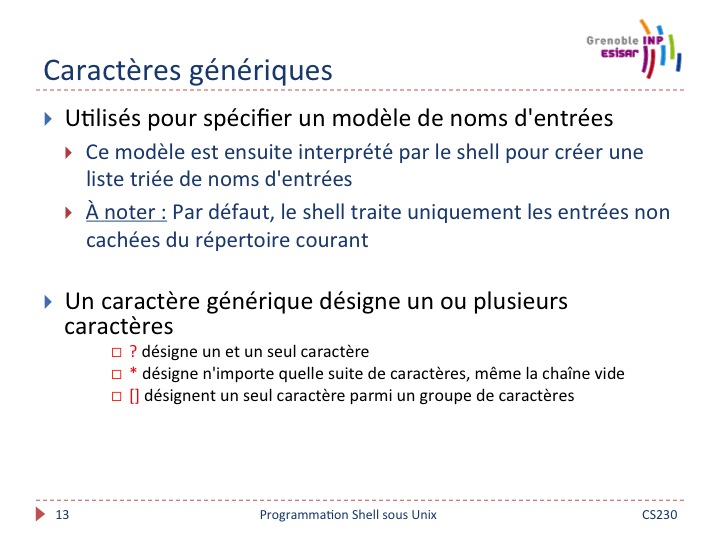 Grenoble INP
esisar
Caractères génériques
Utilisés pour spécifier un modèle de noms d'entrées
Ce modèle est ensuite interprété par le shell pour créer une
liste triée de noms d'entrées
À noter : Par défaut, le shell traite uniquement les entrées non
cachées du répertoire courant
Un caractère générique désigne un ou plusieurs
caractères
? désigne un et un seul caractère
* désigne n'importe quelle suite de caractères, même la chaîne vide
[] désignent un seul caractère parmi un groupe de caractères
13 Programmation Shell sous Unix CS230